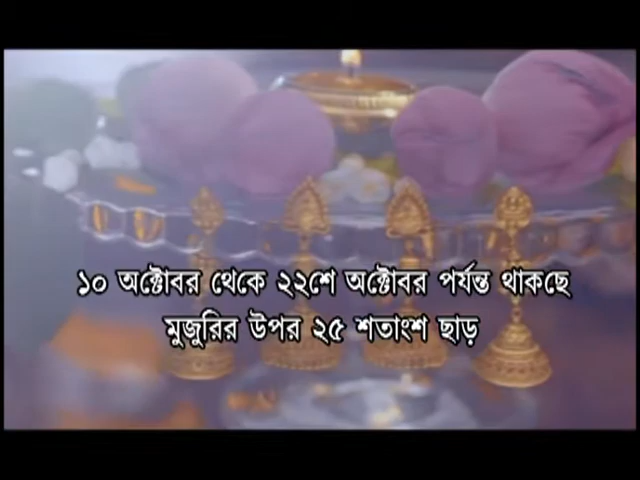 ১০ অক্টোবর থেকে ২২শে অক্টোবর পর্যন্ত থাকছে
মুজুরির উপর ২৫ শতাংশ ছাড়